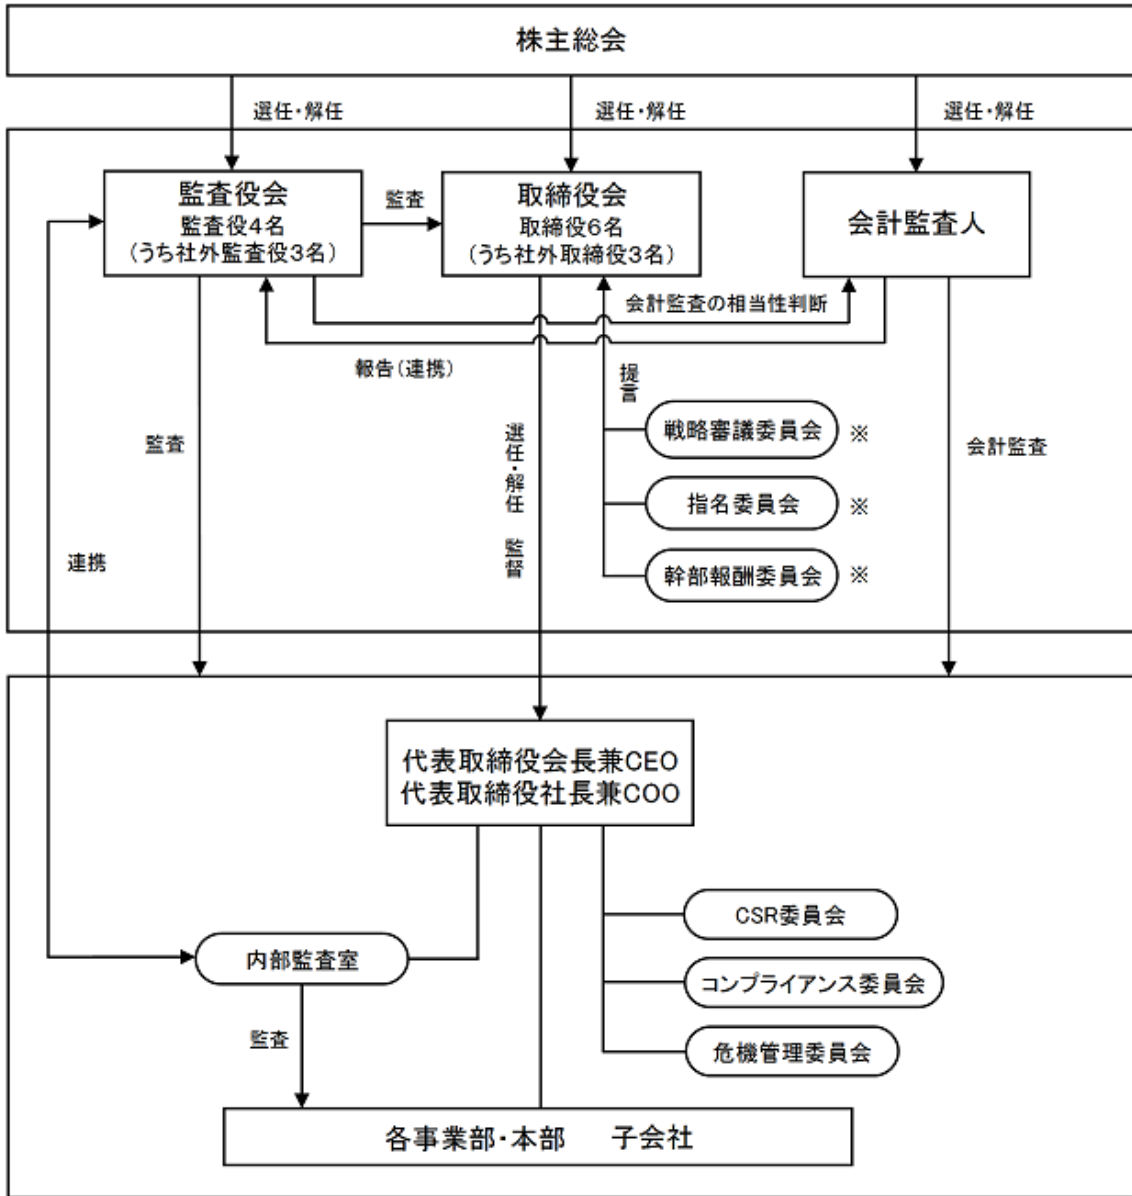 株主総会
選任・解任
選任・解任
選任・解任
監査役会
監査役4名
(うち社外監査役3名)
監査
取締役会
取締役6名
(うち社外取締役3名)
会計監査人
会計監査の相当性判断
報告(連携)
提言
監査
選任・解任 監督
戦略審議委員会 ※
会計監査
指名委員会 ※
連携
幹部報酬委員会 ※
代表取締役会長兼CEO
代表取締役社長兼COO
CSR委員会
内部監査室
コンプライアンス委員会
監査
危機管理委員会
各事業部・本部 子会社